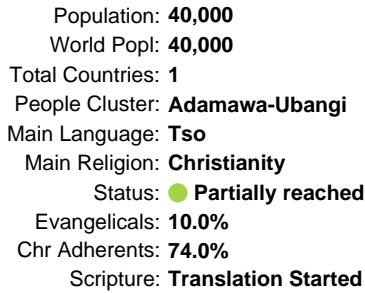 Population: 40,000
World Popl: 40,000
Total Countries: 1
People Cluster: Adamawa-Ubangi
Main Language: Tso
Main Religion: Christianity
Status: Partially reached
Evangelicals: 10.0%
Chr Adherents: 74.0%
Scripture: Translation Started